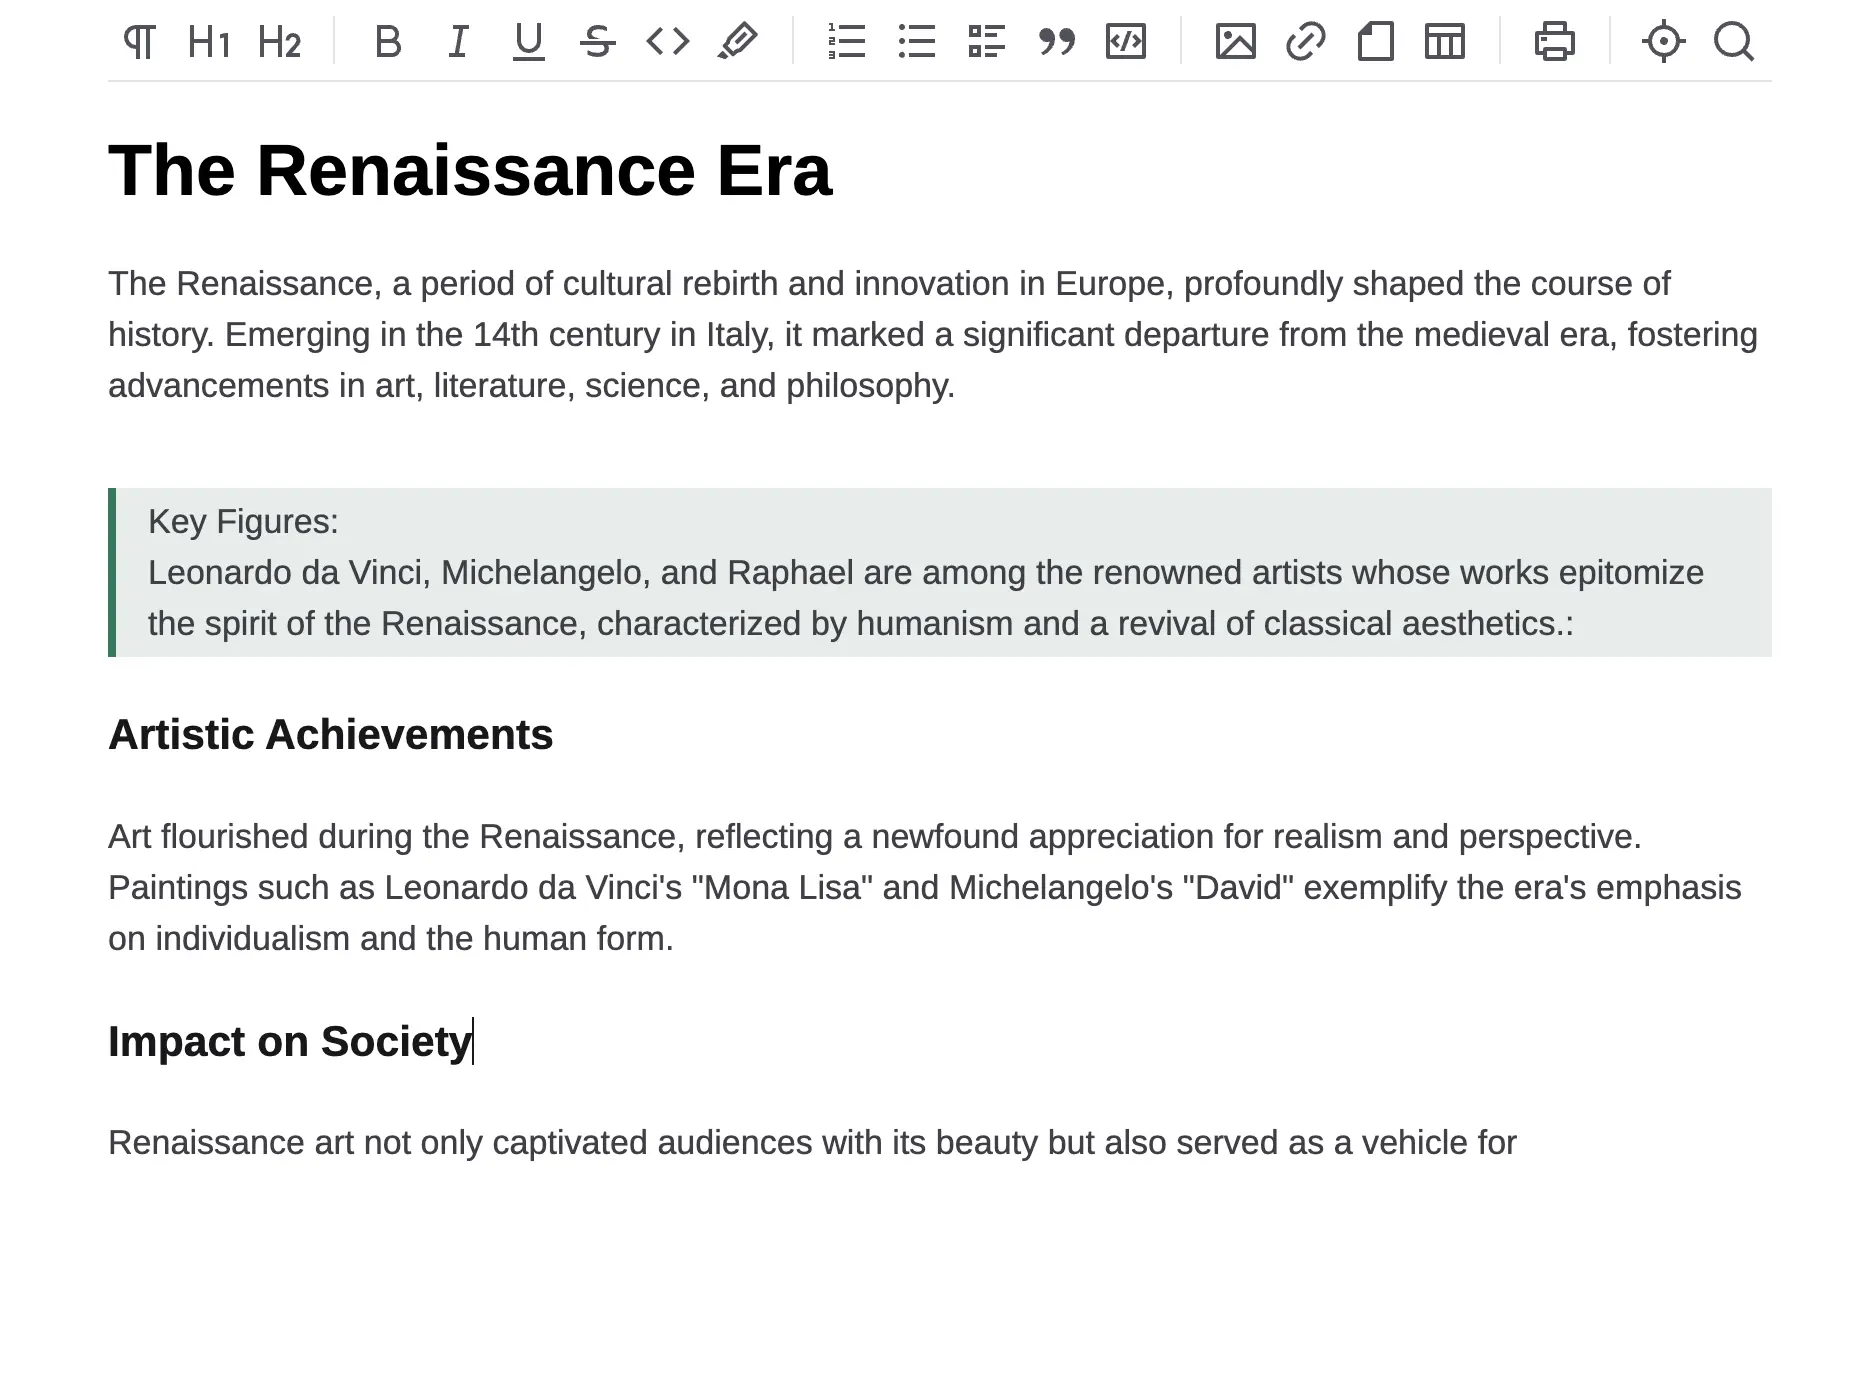 H1 H2 B I U S
The Renaissance Era
The Renaissance, a period of cultural rebirth and innovation in Europe, profoundly shaped the course of
history. Emerging in the 14th century in Italy, it marked a significant departure from the medieval era, fostering
advancements in art, literature, science, and philosophy.
Key Figures:
Leonardo da Vinci, Michelangelo, and Raphael are among the renowned artists whose works epitomize
the spirit of the Renaissance, characterized by humanism and a revival of classical aesthetics.:
Artistic Achievements
Art flourished during the Renaissance, reflecting a newfound appreciation for realism and perspective.
Paintings such as Leonardo da Vinci's "Mona Lisa" and Michelangelo's "David" exemplify the era's emphasis
on individualism and the human form.
Impact on Society
Renaissance art not only captivated audiences with its beauty but also served as a vehicle for